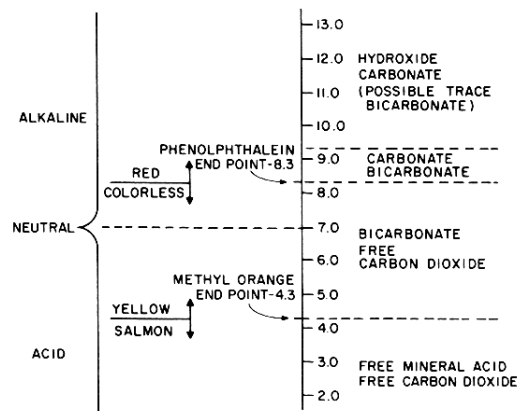 13.0
12.0
11.0
10.0
9.0
8.0
7.0
6.0
5.0
4.0
3.0
2.0
HYDROXIDE
CARBONATE
(POSSIBLE TRACE
BICARBONATE)
CARBONATE
BICARBONATE
BICARBONATE
FREE
CARBON DIOXIDE
FREE MINERAL ACID
FREE CARBON DIOXIDE
ALKALINE
NEUTRAL
ACID
PHENOLPHTHALEIN
END POINT-8.3
RED
COLORLESS
METHYL ORANGE
END POINT-4.3
YELLOW
SALMON